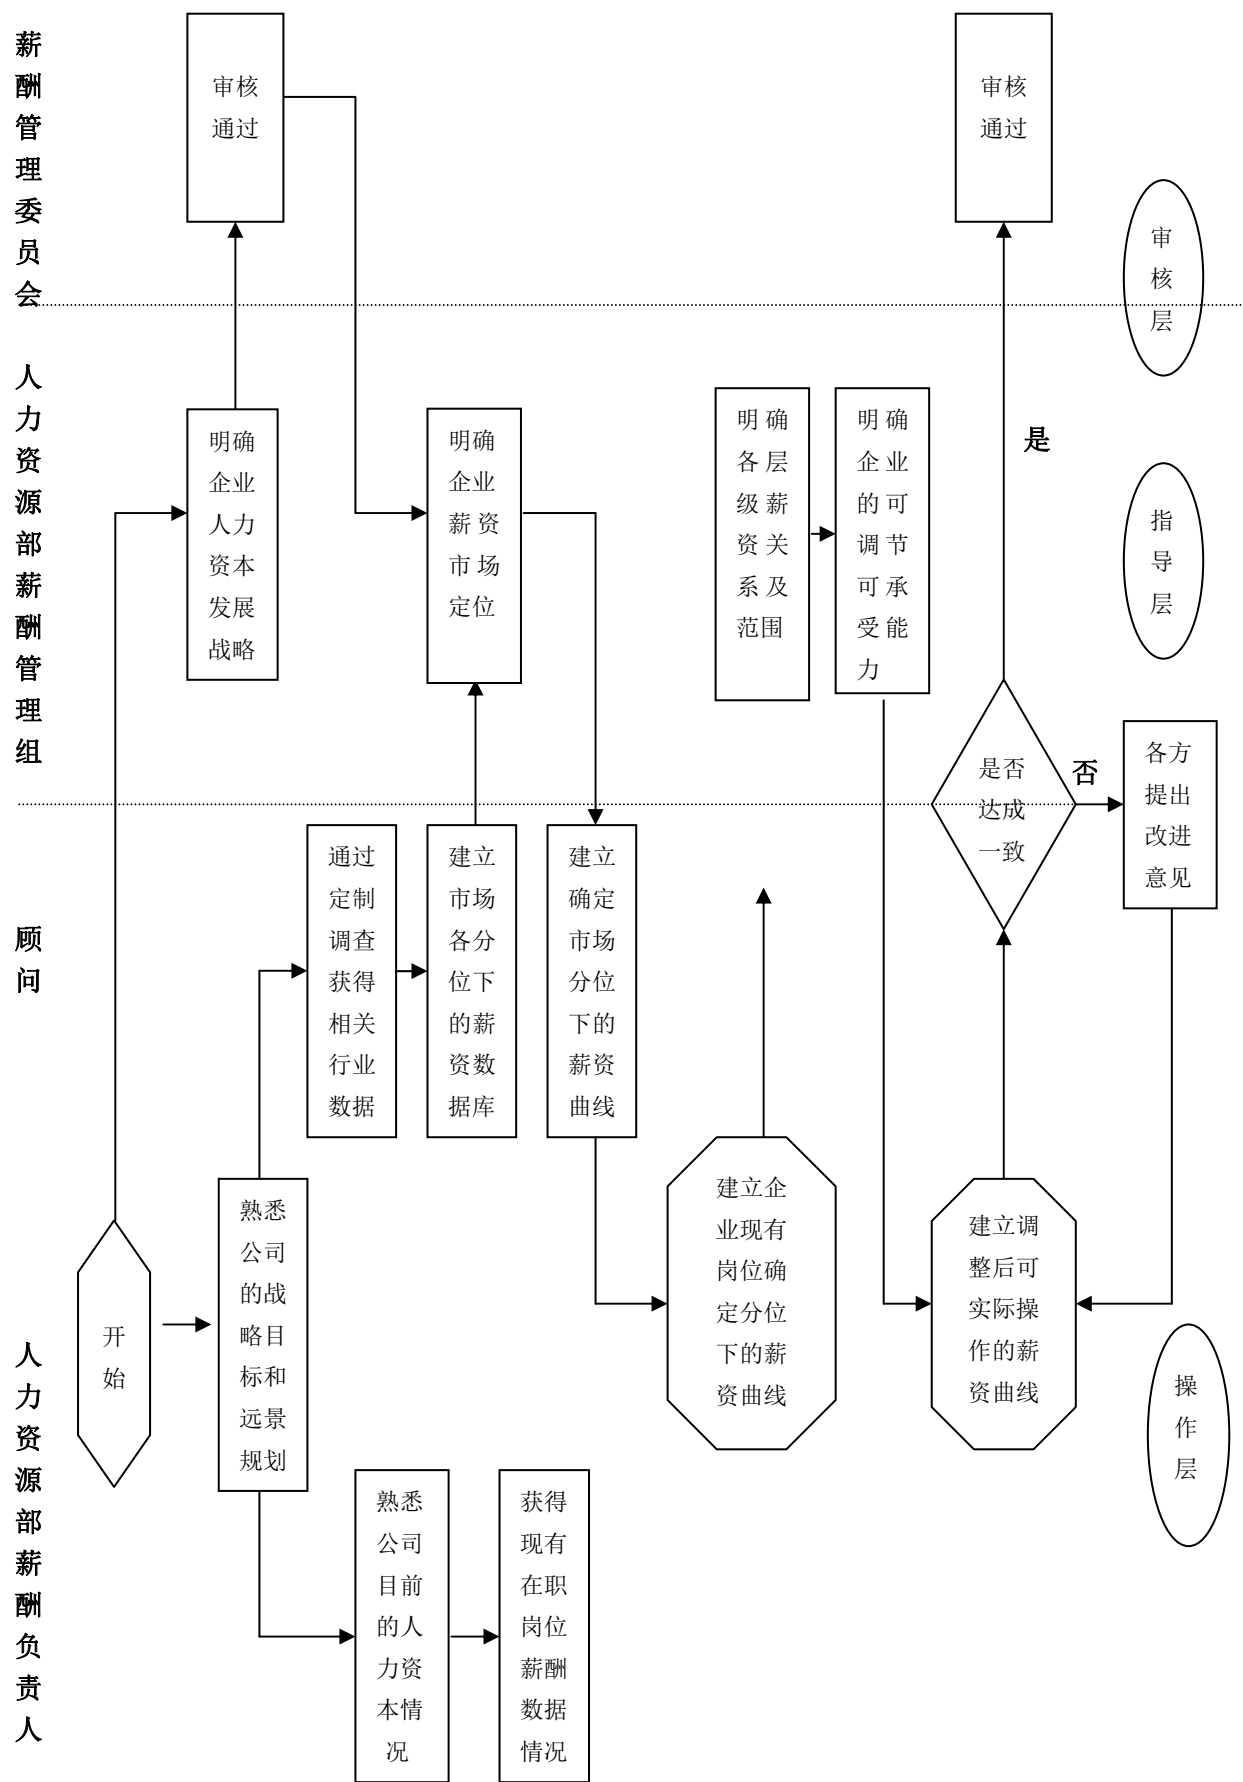 薪酬管理委员会
审核
通过
审核
通过
审
核
层
人力资源部薪酬管理组
明确
企业
人力
资本
发展
战略
明确
企业
薪资
市场
定位
明确
各层
级薪
资关
系及
范围
明确
企业
的可
调节
可承
受能
力
是
指
导
层
是否
达成
一致
否
各方
提出
改进
意见
顾问
通过
定制
调查
获得
相关
行业
数据
建立
市场
各分
位下
的薪
资数
据库
建立
确定
市场
分位
下的
薪资
曲线
人力资源部薪酬负责人
开
始
熟悉
公司
的战
略目
标和
远景
规划
建立企
业现有
岗位确
定分位
下的薪
资曲线
建立调
整后可
实际操
作的薪
资曲线
操
作
层
熟悉
公司
目前
的人
力资
本情
况
获得
现有
在职
岗位
薪酬
数据
情况